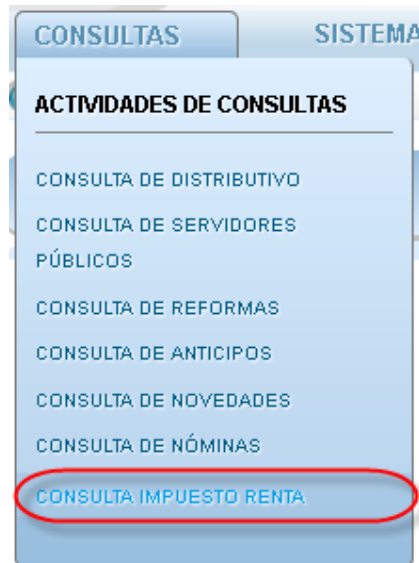 CONSULTAS SISTEMA
ACTIVIDADES DE CONSULTAS
CONSULTA DE DISTRIBUTIVO
CONSULTA DE SERVIDORES
PÚBLICOS
CONSULTA DE REFORMAS
CONSULTA DE ANTICIPOS
CONSULTA DE NOVEDADES
CONSULTA DE NÓMINAS
CONSULTA IMPUESTO RENTA